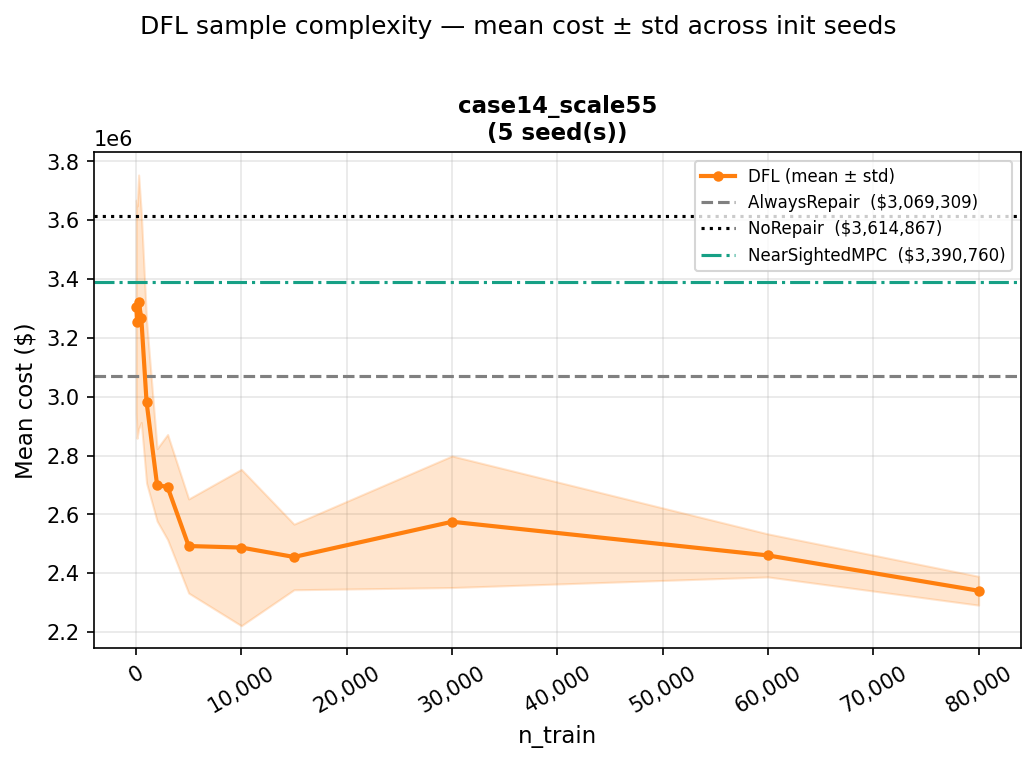 DFL sample complexity — mean cost ± std across init seeds
case14_scale55
(5 seed(s))
1e6
3.8
3.6
3.4
3.2
3.0
2.8
2.6
2.4
2.2
Mean cost ($)
DFL (mean ± std)
AlwaysRepair ($3,069,309)
NoRepair ($3,614,867)
NearSightedMPC ($3,390,760)
0
10,000
20,000
30,000
40,000
50,000
60,000
70,000
80,000
n_train